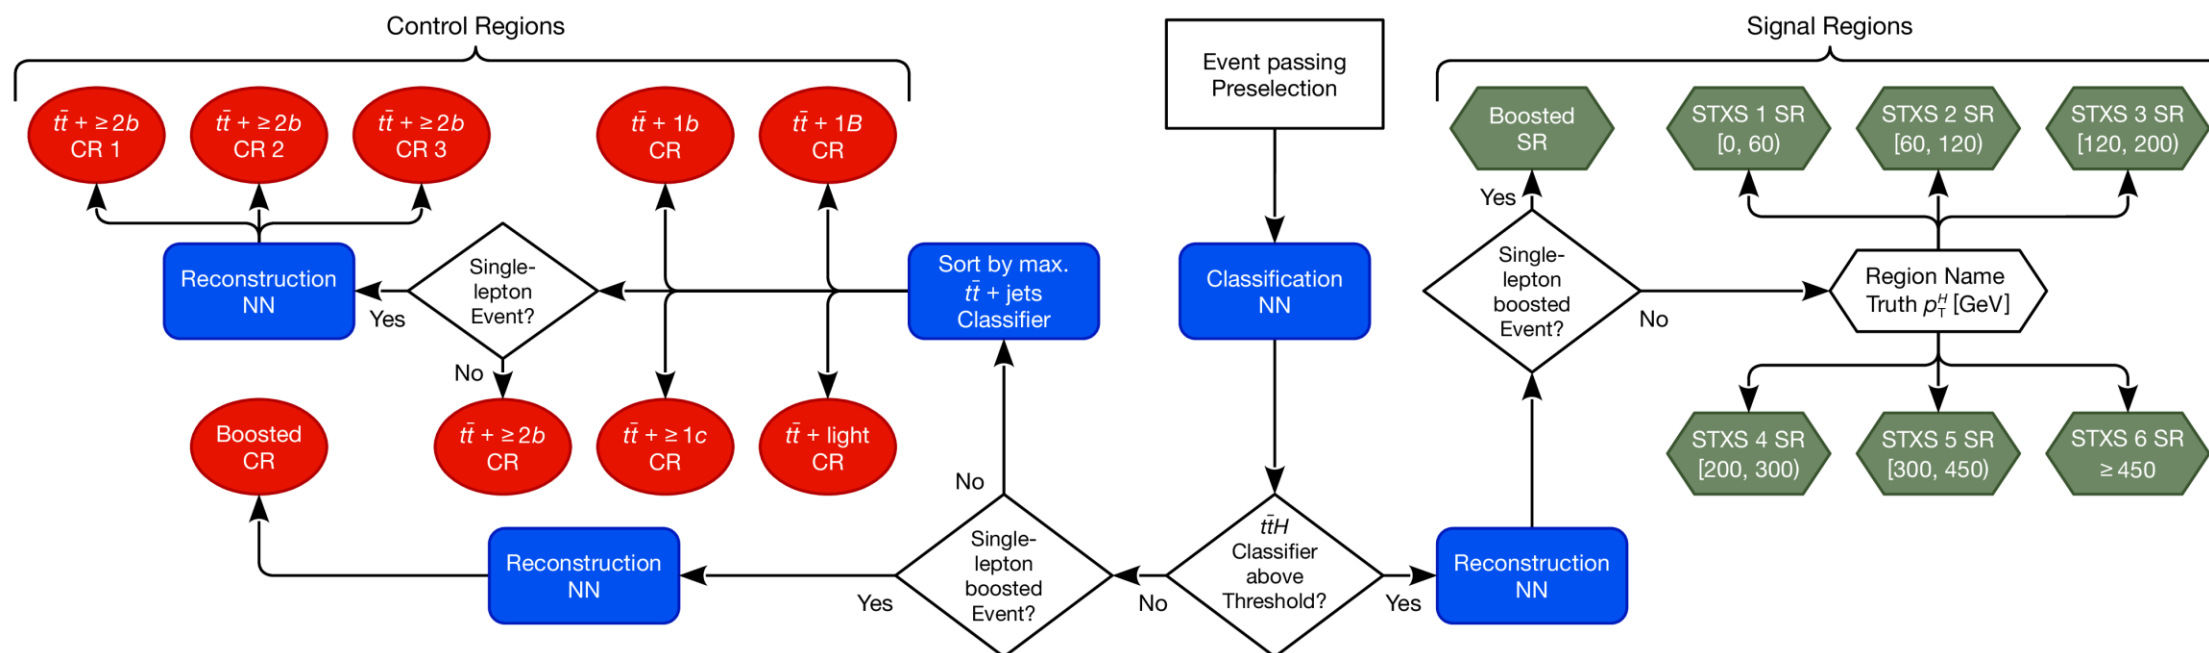 Control Regions
Signal Regions
Event passing
Preselection
tt̄ + ≥ 2b
CR 1
tt̄ + ≥ 2b
CR 2
tt̄ + ≥ 2b
CR 3
tt̄ + 1b
CR
tt̄ + 1B
CR
Boosted
SR
STXS 1 SR
[0, 60)
STXS 2 SR
[60, 120)
STXS 3 SR
[120, 200)
Yes
Reconstruction
NN
Yes
Single-
lepton
Event?
No
Sort by max.
tt̄ + jets
Classifier
Classification
NN
Single-
lepton
boosted
Event?
No
Region Name
Truth p_T^H [GeV]
Boosted
CR
tt̄ + ≥ 2b
CR
tt̄ + ≥ 1c
CR
tt̄ + light
CR
STXS 4 SR
[200, 300)
STXS 5 SR
[300, 450)
STXS 6 SR
≥ 450
No
Reconstruction
NN
Yes
Single-
lepton
boosted
Event?
No
tt̄H
Classifier
above
Threshold?
Yes
Reconstruction
NN